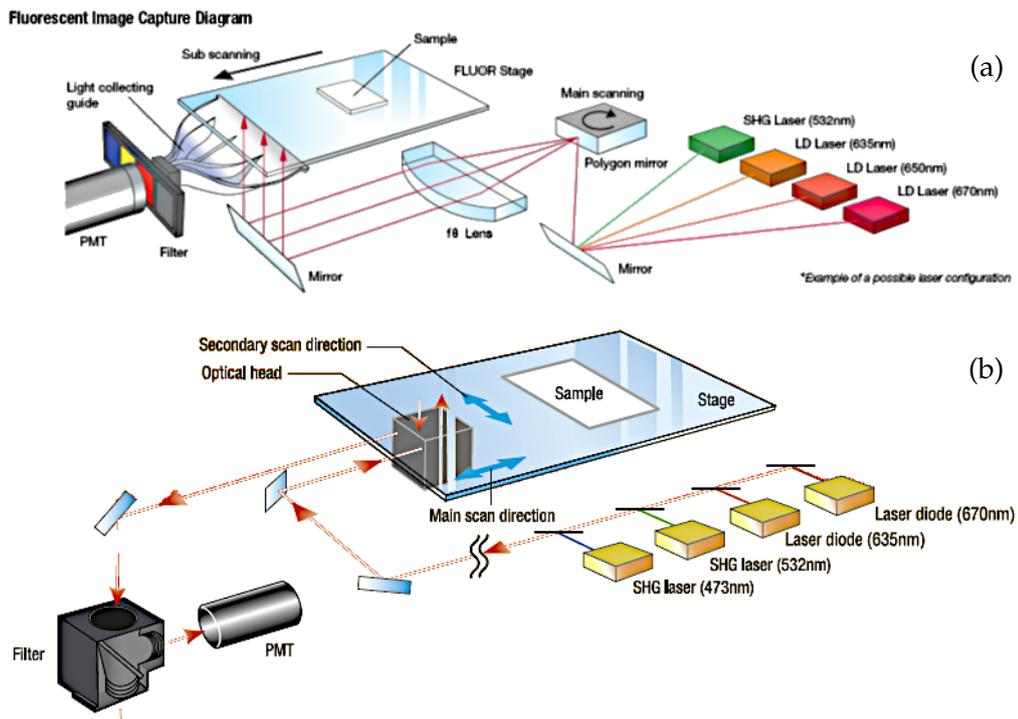 Fluorescent Image Capture Diagram
(a)
Sample
Sub scanning
FLUOR Stage
Light collecting
guide
Main scanning
SHG Laser (532nm)
LD Laser (635nm)
LD Laser (650nm)
LD Laser (670nm)
Polygon mirror
fθ Lens
PMT
Filter
Mirror
Mirror
*Example of a possible laser configuration
(b)
Secondary scan direction
Optical head
Sample
Stage
Main scan direction
Laser diode (670nm)
Laser diode (635nm)
SHG laser (532nm)
SHG laser (473nm)
Filter
PMT